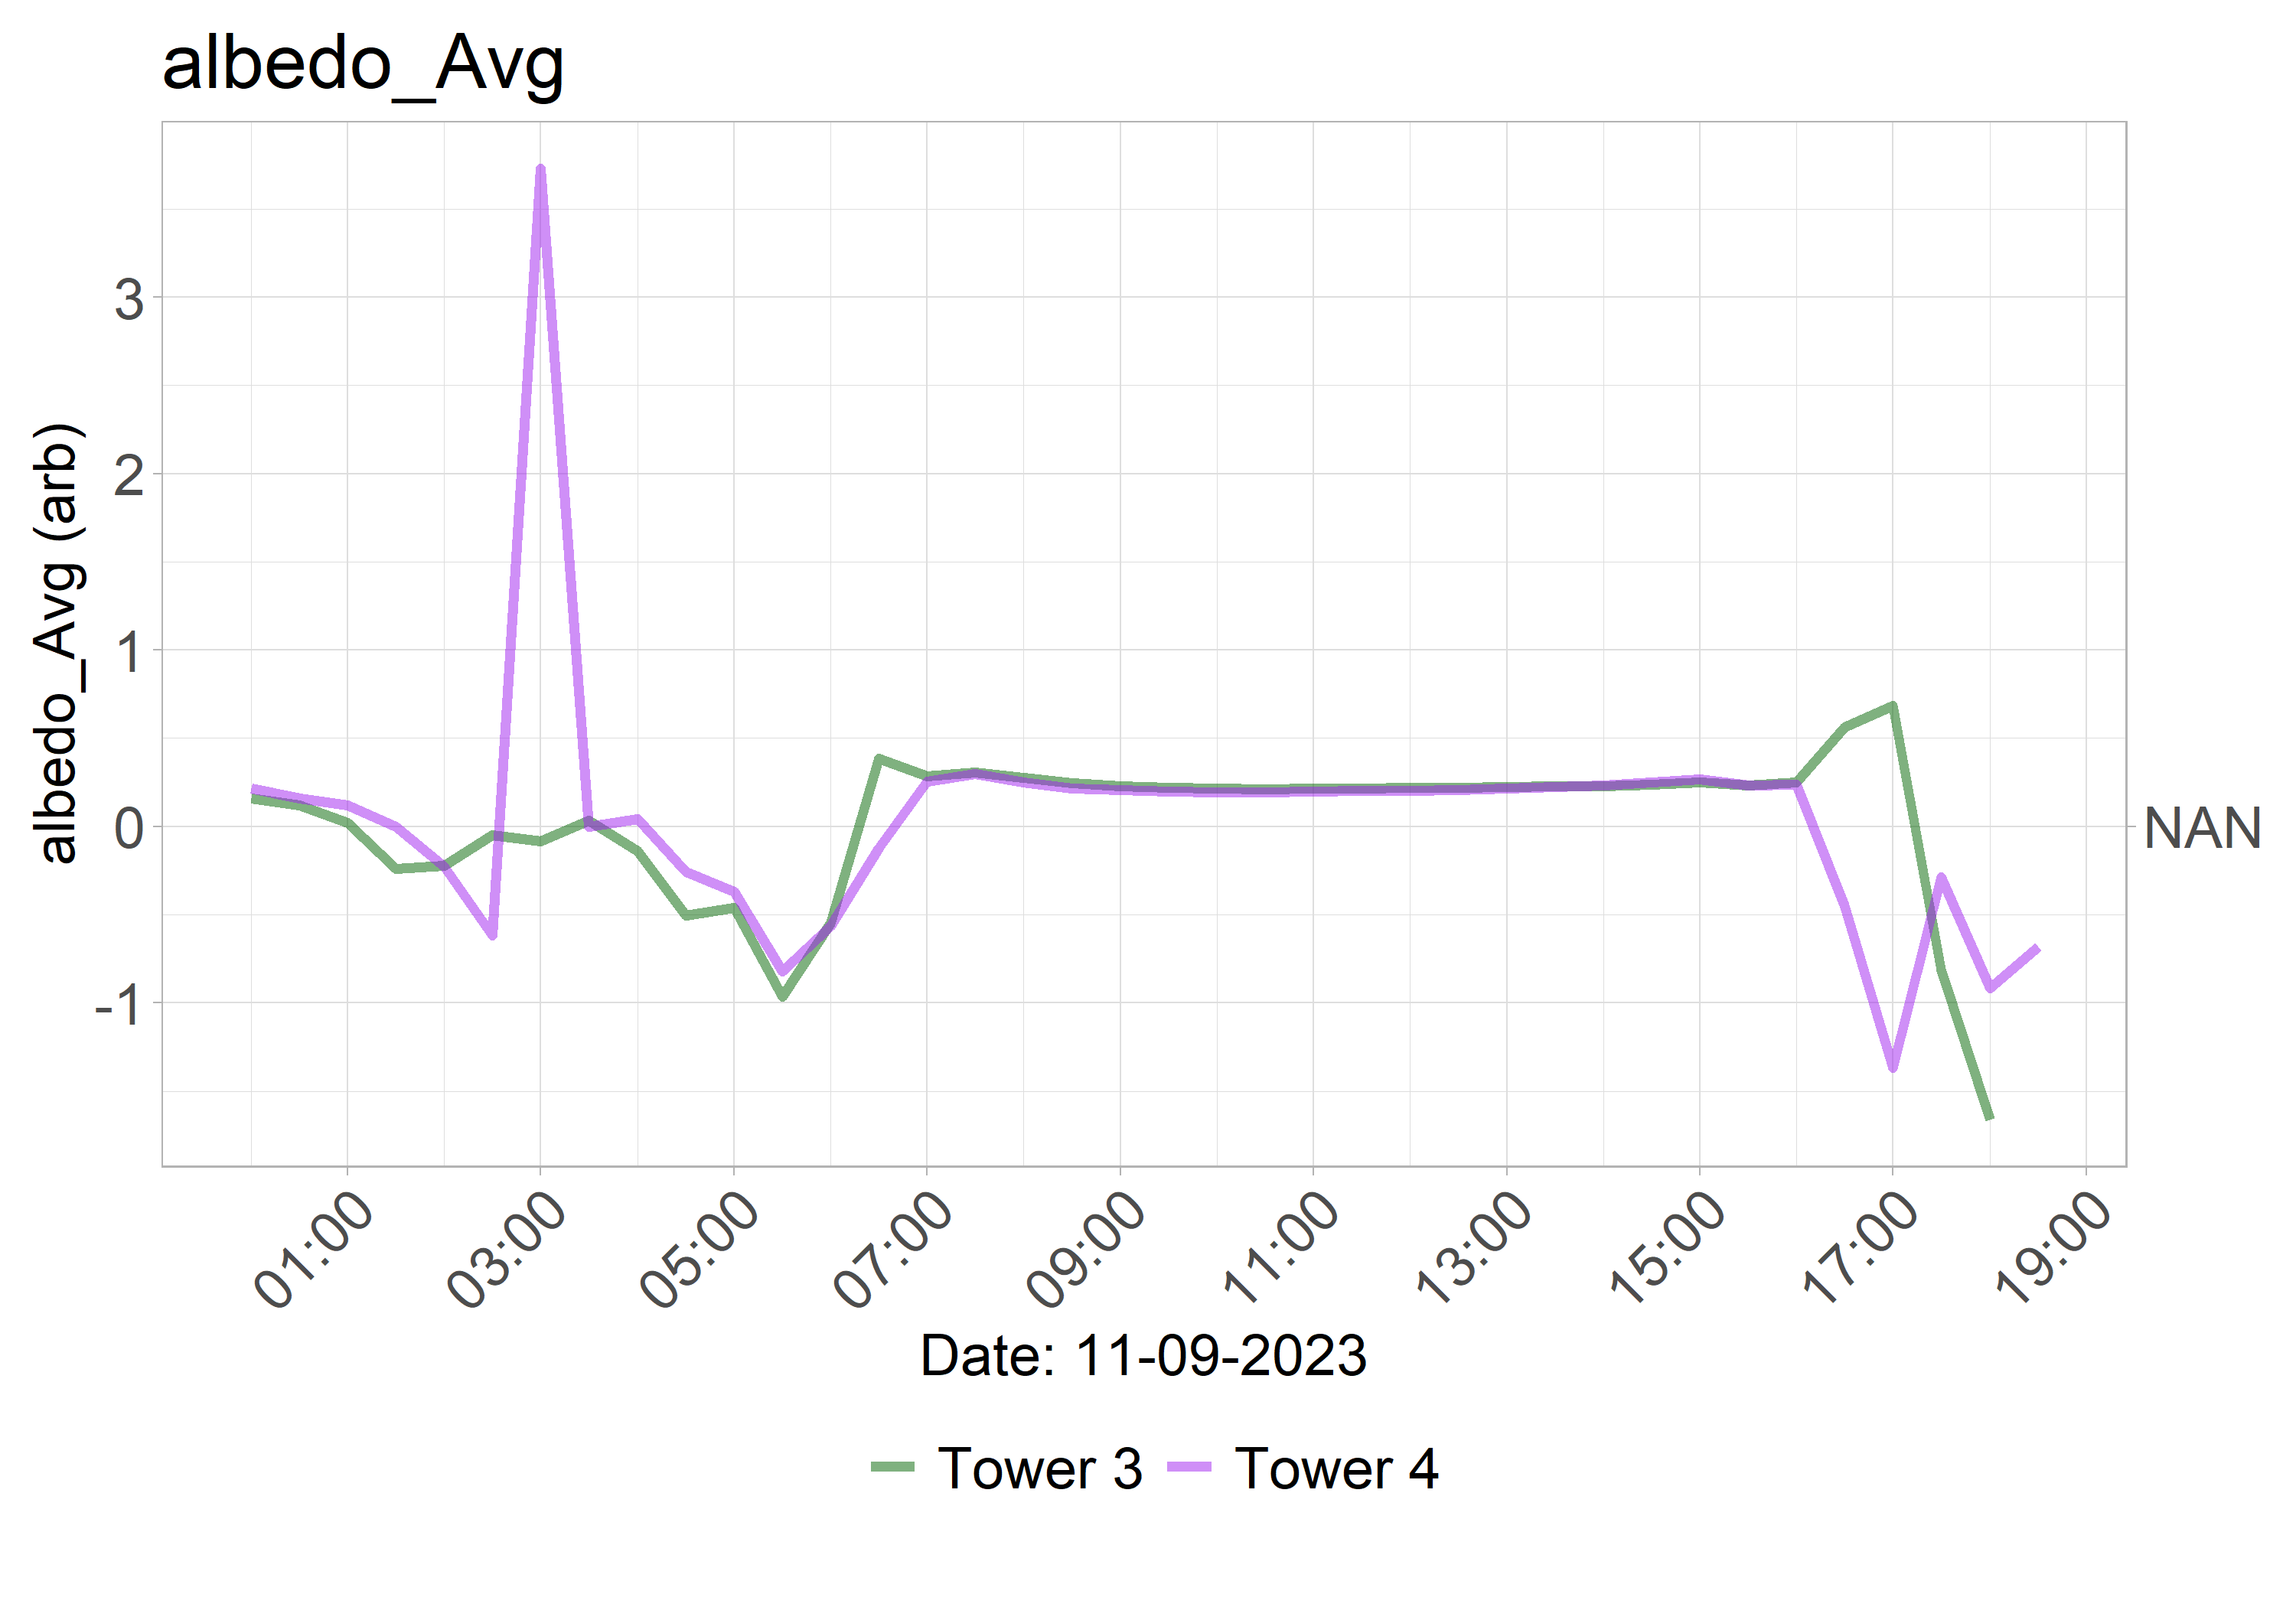 albedo_Avg
albedo_Avg (arb)
3
2
1
0
-1
NAN
01:00 03:00 05:00 07:00 09:00 11:00 13:00 15:00 17:00 19:00
Date: 11-09-2023
Tower 3 Tower 4